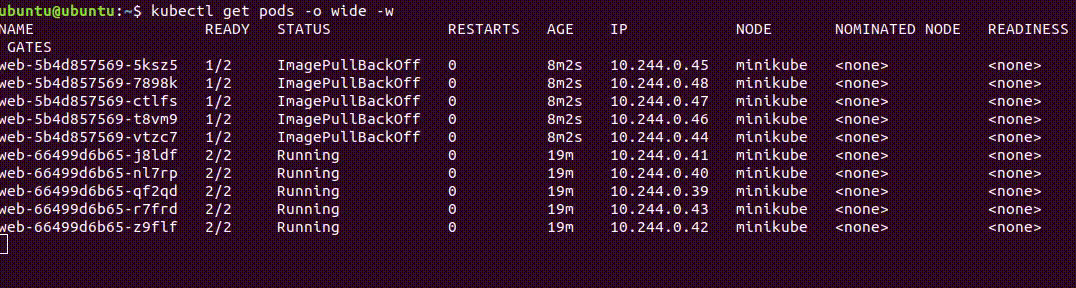 ubuntu@ubuntu:~$ kubectl get pods -o wide -w
NAME READY STATUS RESTARTS AGE IP NODE NOMINATED NODE READINESS
GATES
web-5b4d857569-5ksz5 1/2 ImagePullBackOff 0 8m2s 10.244.0.45 minikube <none> <none>
web-5b4d857569-7898k 1/2 ImagePullBackOff 0 8m2s 10.244.0.48 minikube <none> <none>
web-5b4d857569-ctlfs 1/2 ImagePullBackOff 0 8m2s 10.244.0.47 minikube <none> <none>
web-5b4d857569-t8vm9 1/2 ImagePullBackOff 0 8m2s 10.244.0.46 minikube <none> <none>
web-5b4d857569-vtzc7 1/2 ImagePullBackOff 0 8m2s 10.244.0.44 minikube <none> <none>
web-66499d6b65-j8ldf 2/2 Running 0 19m 10.244.0.41 minikube <none> <none>
web-66499d6b65-nl7rp 2/2 Running 0 19m 10.244.0.40 minikube <none> <none>
web-66499d6b65-qf2qd 2/2 Running 0 19m 10.244.0.39 minikube <none> <none>
web-66499d6b65-r7frd 2/2 Running 0 19m 10.244.0.43 minikube <none> <none>
web-66499d6b65-z9flf 2/2 Running 0 19m 10.244.0.42 minikube <none> <none>